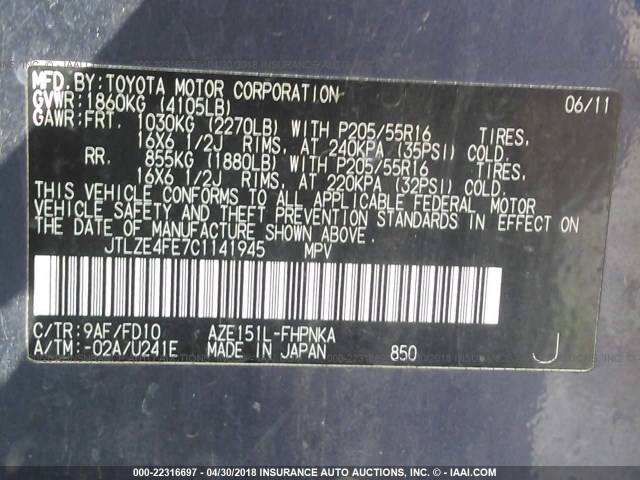 MFD.BY:TOYOTA MOTOR CORPORATION 06/11
GVWR:1860KG (4105LB)
GAWR:FRT. 1030KG (2270LB) WITH P205/55R16 TIRES,
16X6 1/2J RIMS, AT 240KPA (35PSI) COLD.
RR. 855KG (1880LB) WITH P205/55R16 TIRES,
16X6 1/2J RIMS, AT 220KPA (32PSI) COLD.
THIS VEHICLE CONFORMS TO ALL APPLICABLE FEDERAL MOTOR
VEHICLE SAFETY AND THEFT PREVENTION STANDARDS IN EFFECT ON
THE DATE OF MANUFACTURE SHOWN ABOVE.
JTLZE4FE7C1141945 MPV
C/TR:9AF/FD10 AZE151L-FHPNKA
A/TM:-02A/U241E MADE IN JAPAN 850 J
000-22316697 - 04/30/2018 INSURANCE AUTO AUCTIONS, INC. - IAAI.COM